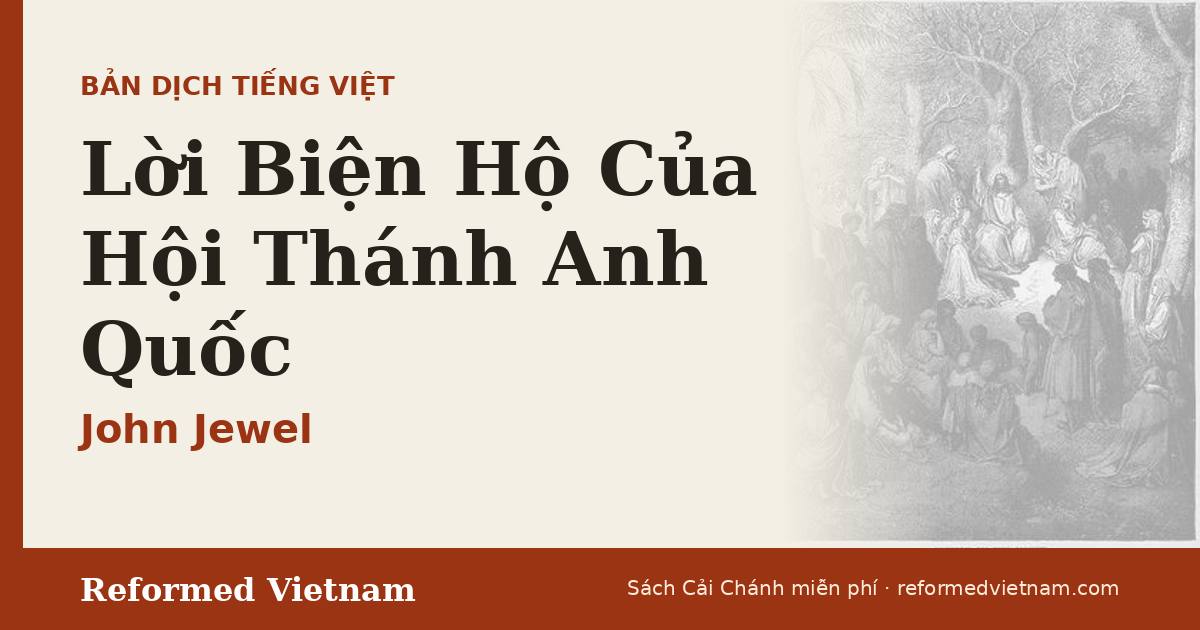 BẢN DỊCH TIẾNG VIỆT
Lời Biện Hộ Của
Hội Thánh Anh
Quốc
John Jewel
Reformed Vietnam
Sách Cải Chánh miễn phí · reformedvietnam.com